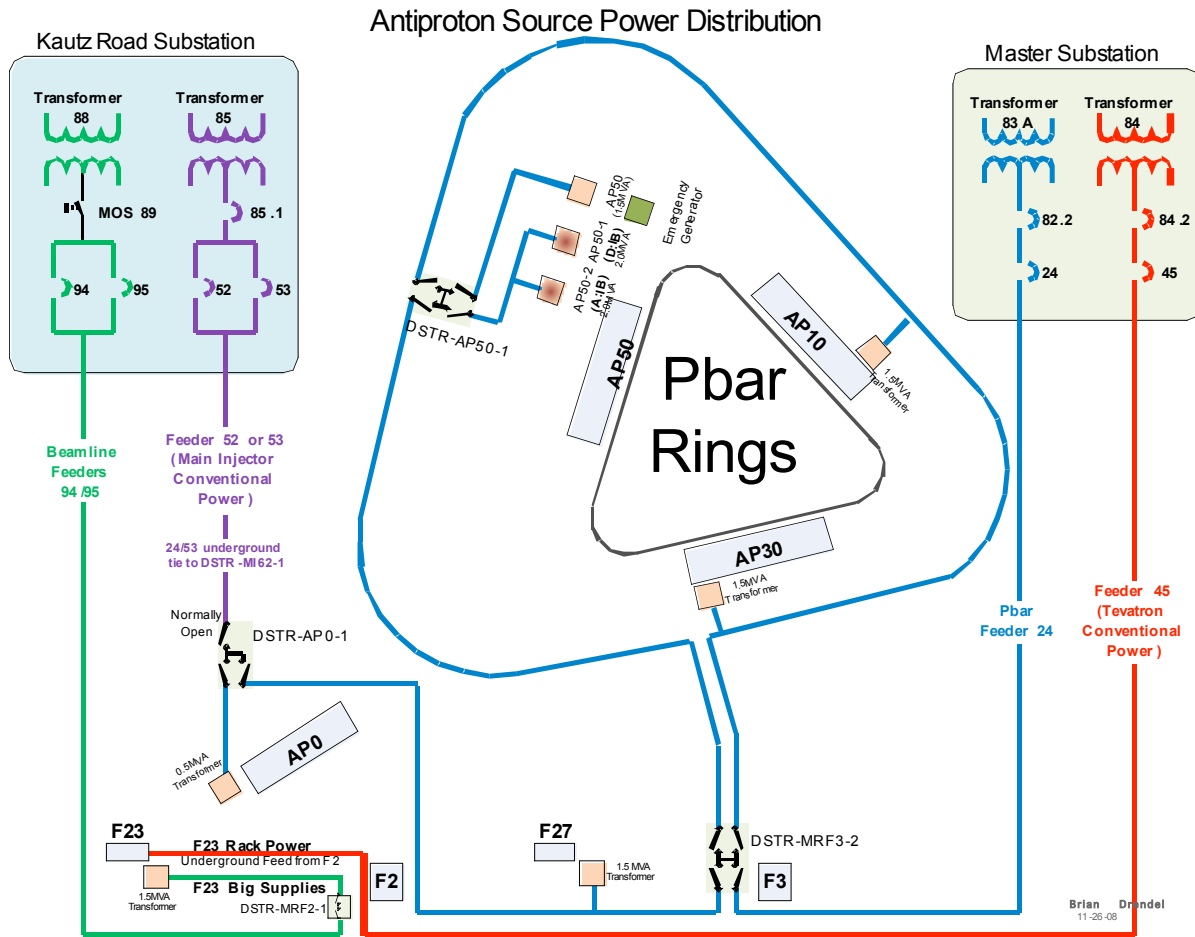 Antiproton Source Power Distribution
Kautz Road Substation
Master Substation
Transformer
88
Transformer
85
MOS 89
85.1
94
95
52
53
Transformer
83 A
Transformer
84
82.2
84.2
24
45
AP50
(1.5MVA)
AP50-1
(D:IB)
2.0MVA
AP50-2
(A:IB)
2.0MVA
Emergency
Generator
DSTR-AP50-1
AP50
AP10
1.5MVA
Transformer
Pbar
Rings
AP30
1.5MVA
Transformer
Beamline
Feeders
94/95
Feeder 52 or 53
(Main Injector
Conventional
Power)
24/53 underground
tie to DSTR-MI62-1
Normally
Open
DSTR-AP0-1
Pbar
Feeder 24
Feeder 45
(Tevatron
Conventional
Power)
0.5MVA
Transformer
AP0
F23
F23 Rack Power
Underground Feed from F2
1.5MVA
Transformer
F23 Big Supplies
DSTR-MRF2-1
F2
F27
1.5 MVA
Transformer
DSTR-MRF3-2
F3
Brian Drendel
11-26-08